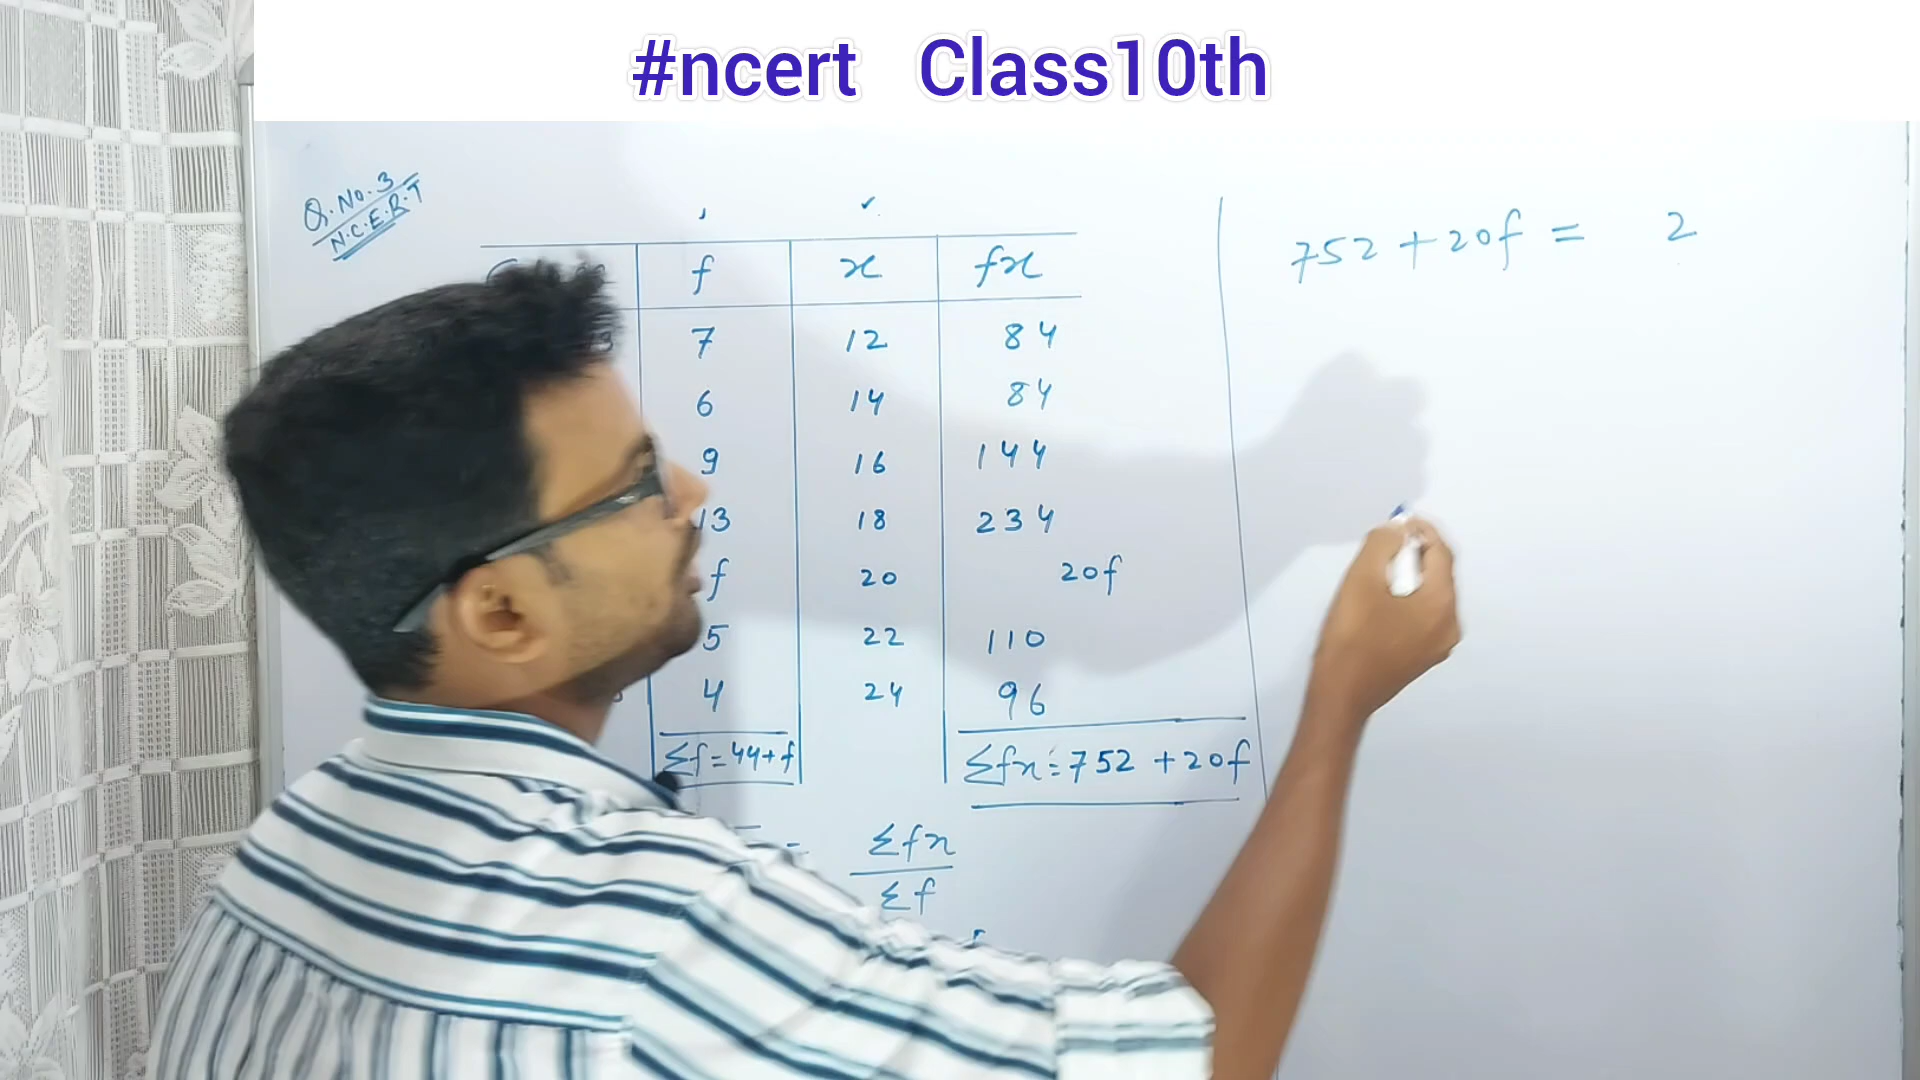 #ncert Class10th
Q.No.3
N.C.E.R.T
f x fx
7 12 84
6 14 84
9 16 144
13 18 234
f 20 20f
5 22 110
4 24 96
Σf = 44+f Σfx = 752 + 20f
= Σfx
Σf
752 + 20f = 2